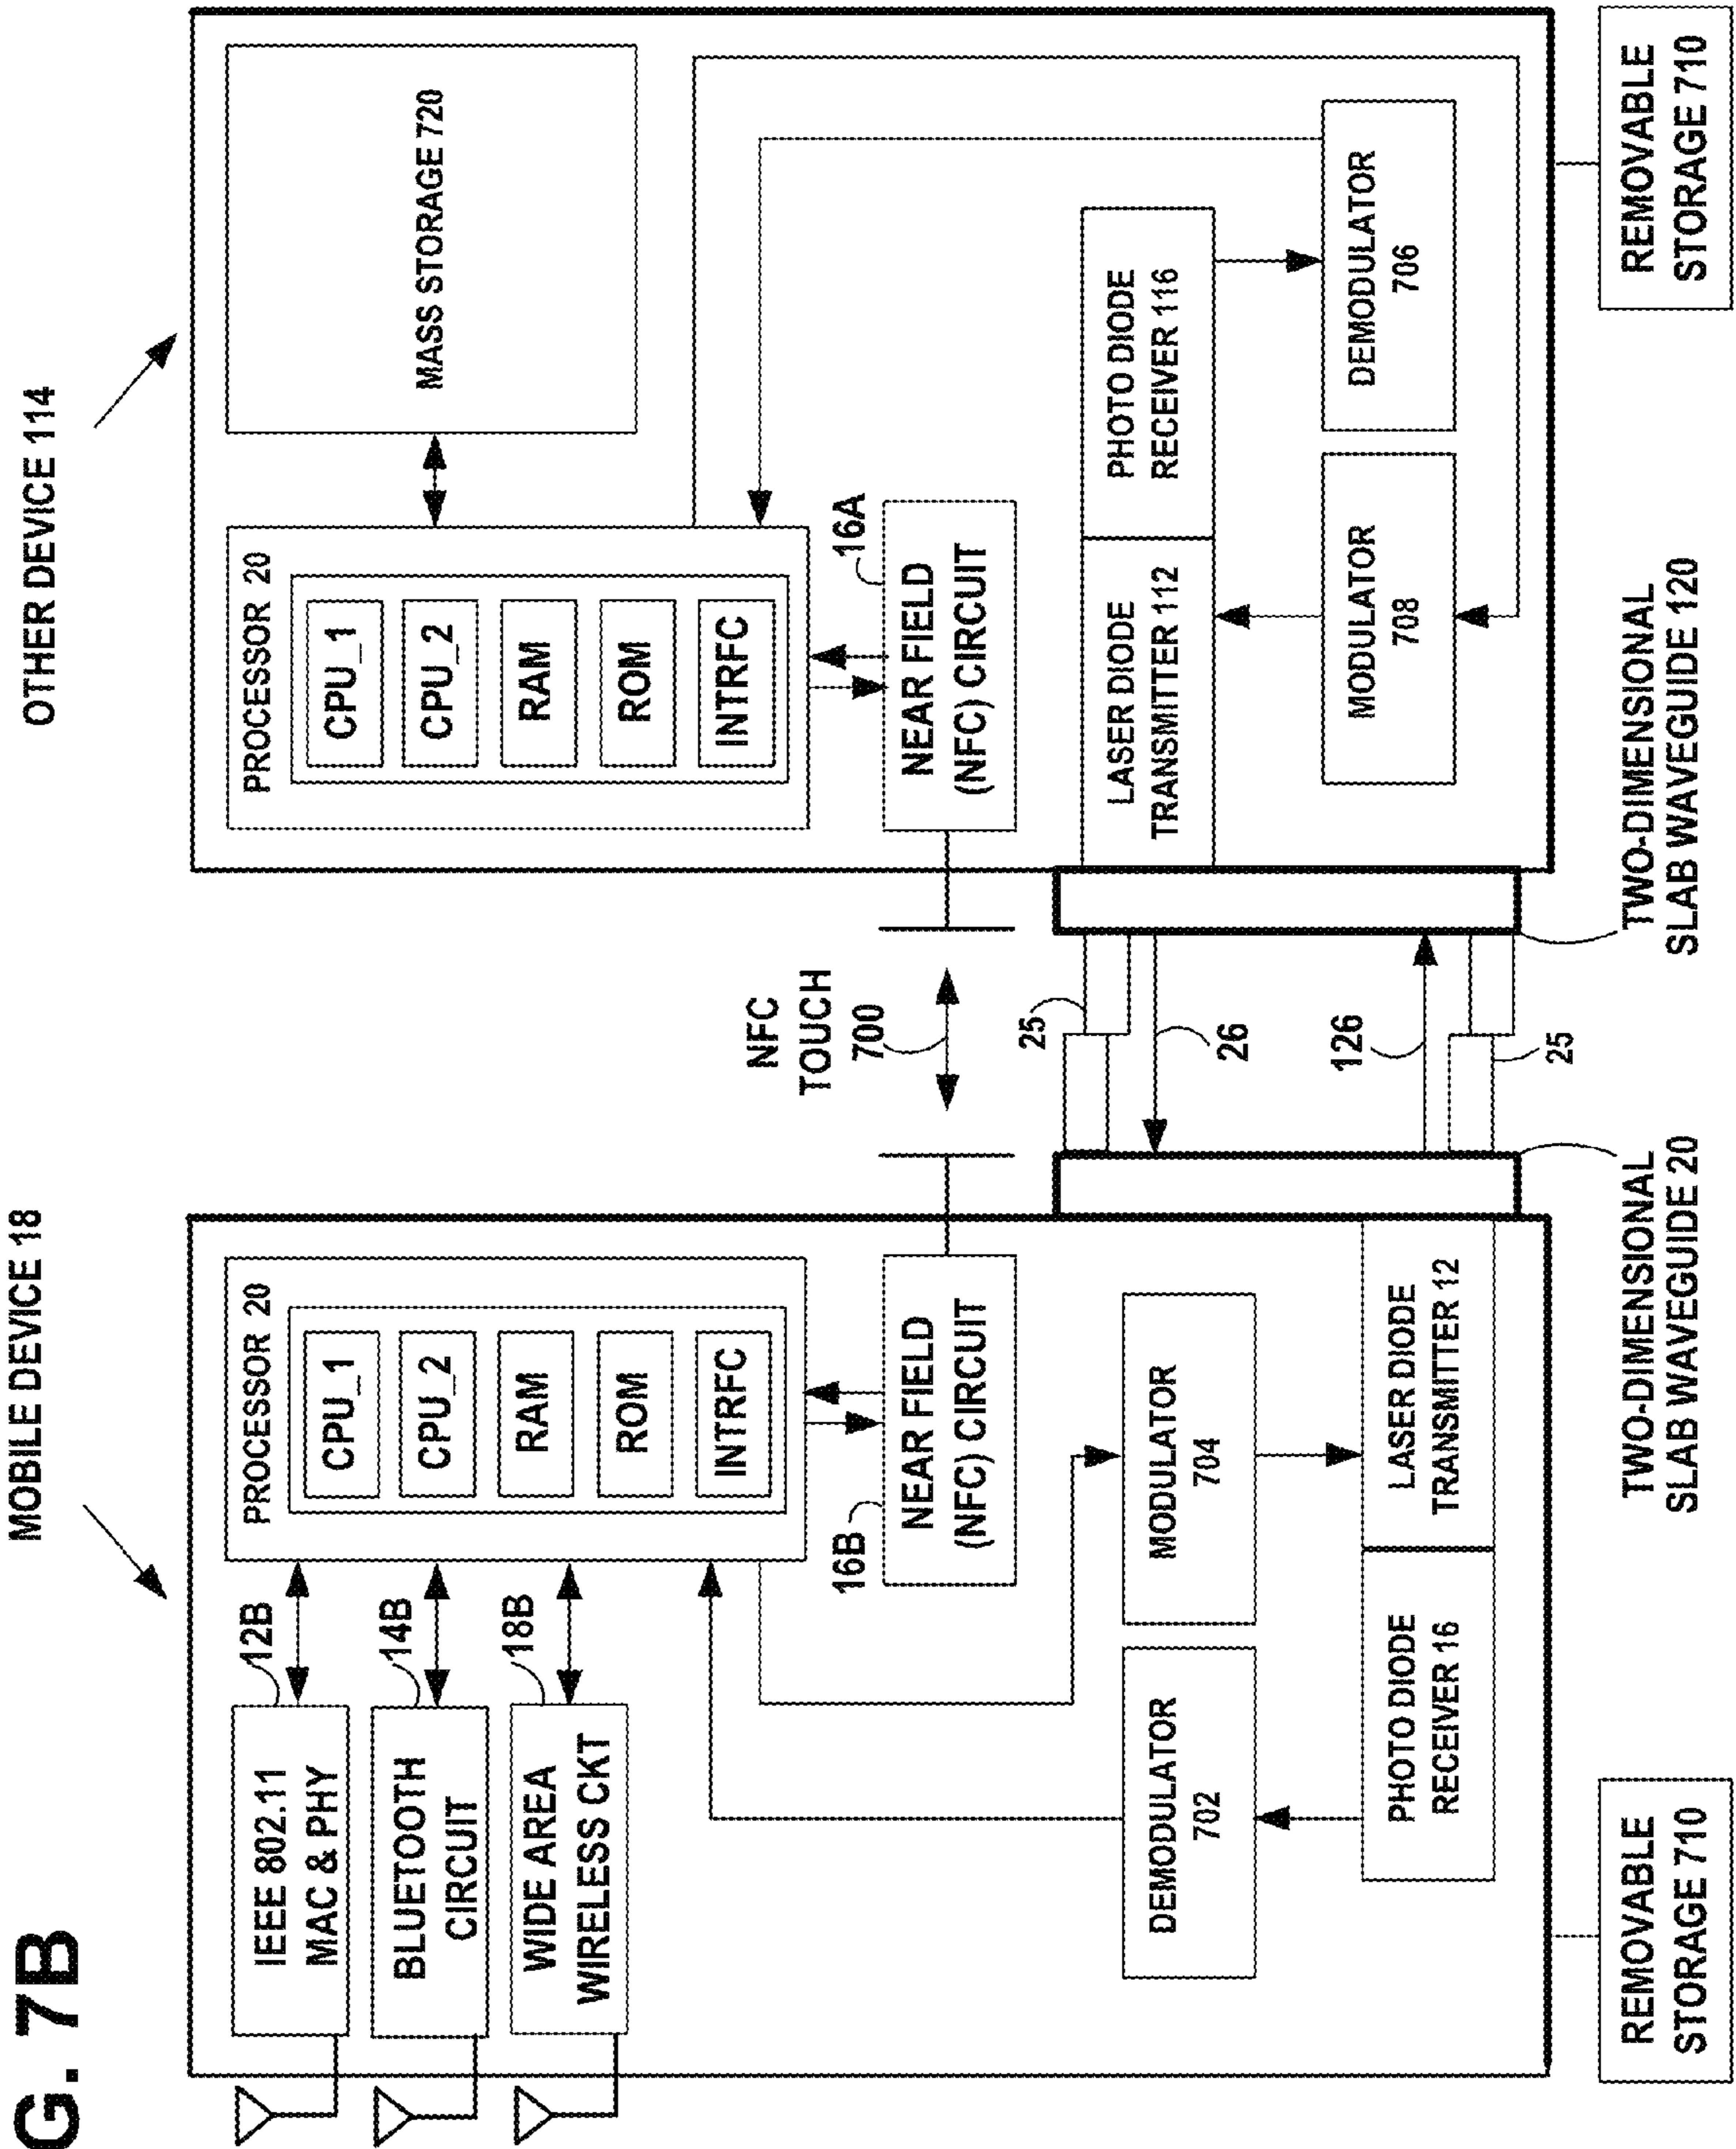 G. 7B
MOBILE DEVICE 18
OTHER DEVICE 114
IEEE 802.11
MAC & PHY
12B
BLUETOOTH
CIRCUIT
14B
WIDE AREA
WIRELESS CKT
18B
PROCESSOR 20
CPU_1
CPU_2
RAM
ROM
INTRFC
16B
NEAR FIELD
(NFC) CIRCUIT
DEMODULATOR
702
MODULATOR
704
PHOTO DIODE
RECEIVER 16
LASER DIODE
TRANSMITTER 12
REMOVABLE
STORAGE 710
TWO-DIMENSIONAL
SLAB WAVEGUIDE 20
NFC
TOUCH
700
25
26
126
25
PROCESSOR 20
CPU_1
CPU_2
RAM
ROM
INTRFC
MASS STORAGE 720
16A
NEAR FIELD
(NFC) CIRCUIT
LASER DIODE
TRANSMITTER 112
PHOTO DIODE
RECEIVER 116
MODULATOR
708
DEMODULATOR
706
TWO-DIMENSIONAL
SLAB WAVEGUIDE 120
REMOVABLE
STORAGE 710